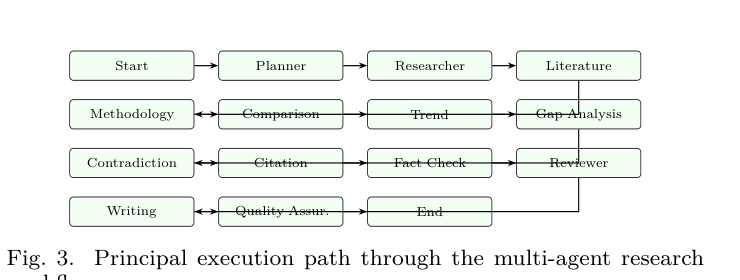 Start Planner Researcher Literature
Methodology Comparison Trend Gap Analysis
Contradiction Citation Fact Check Reviewer
Writing Quality Assur. End
Fig. 3. Principal execution path through the multi-agent research